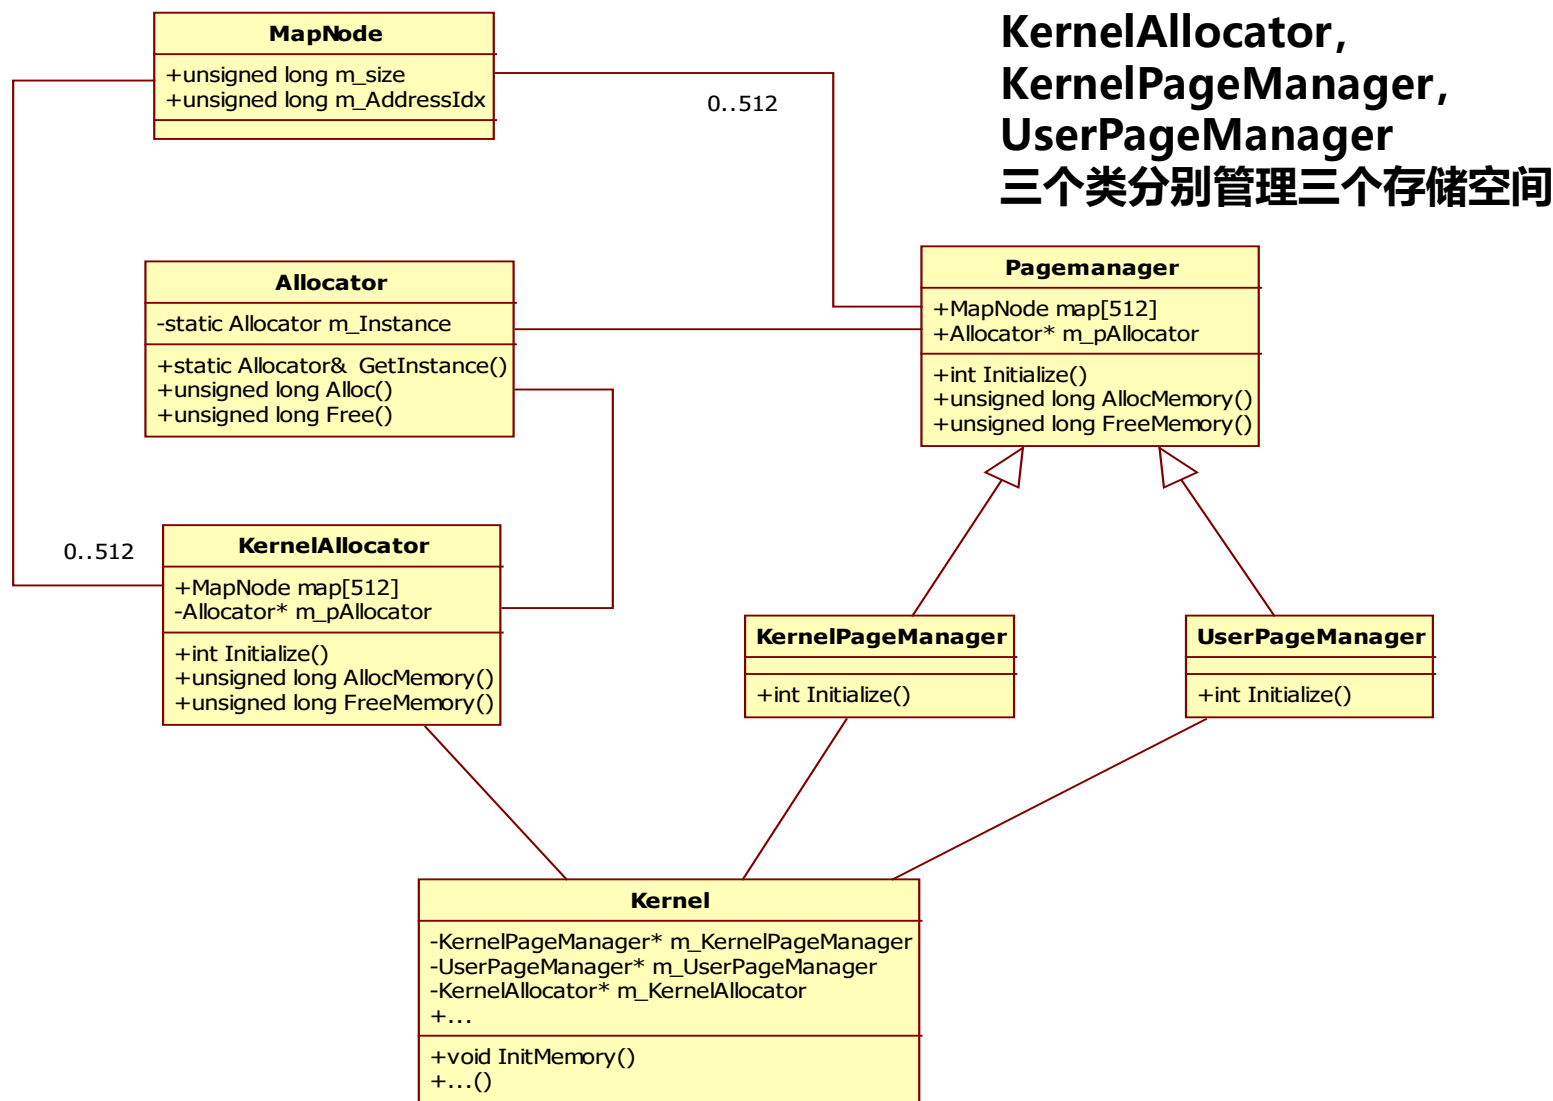 KernelAllocator,
KernelPageManager,
UserPageManager
三个类分别管理三个存储空间
MapNode
+unsigned long m_size
+unsigned long m_AddressIdx
0..512
Allocator
-static Allocator m_Instance
+static Allocator& GetInstance()
+unsigned long Alloc()
+unsigned long Free()
Pagemanager
+MapNode map[512]
+Allocator* m_pAllocator
+int Initialize()
+unsigned long AllocMemory()
+unsigned long FreeMemory()
0..512
KernelAllocator
+MapNode map[512]
-Allocator* m_pAllocator
+int Initialize()
+unsigned long AllocMemory()
+unsigned long FreeMemory()
KernelPageManager
+int Initialize()
UserPageManager
+int Initialize()
Kernel
-KernelPageManager* m_KernelPageManager
-UserPageManager* m_UserPageManager
-KernelAllocator* m_KernelAllocator
+...
+void InitMemory()
+...()